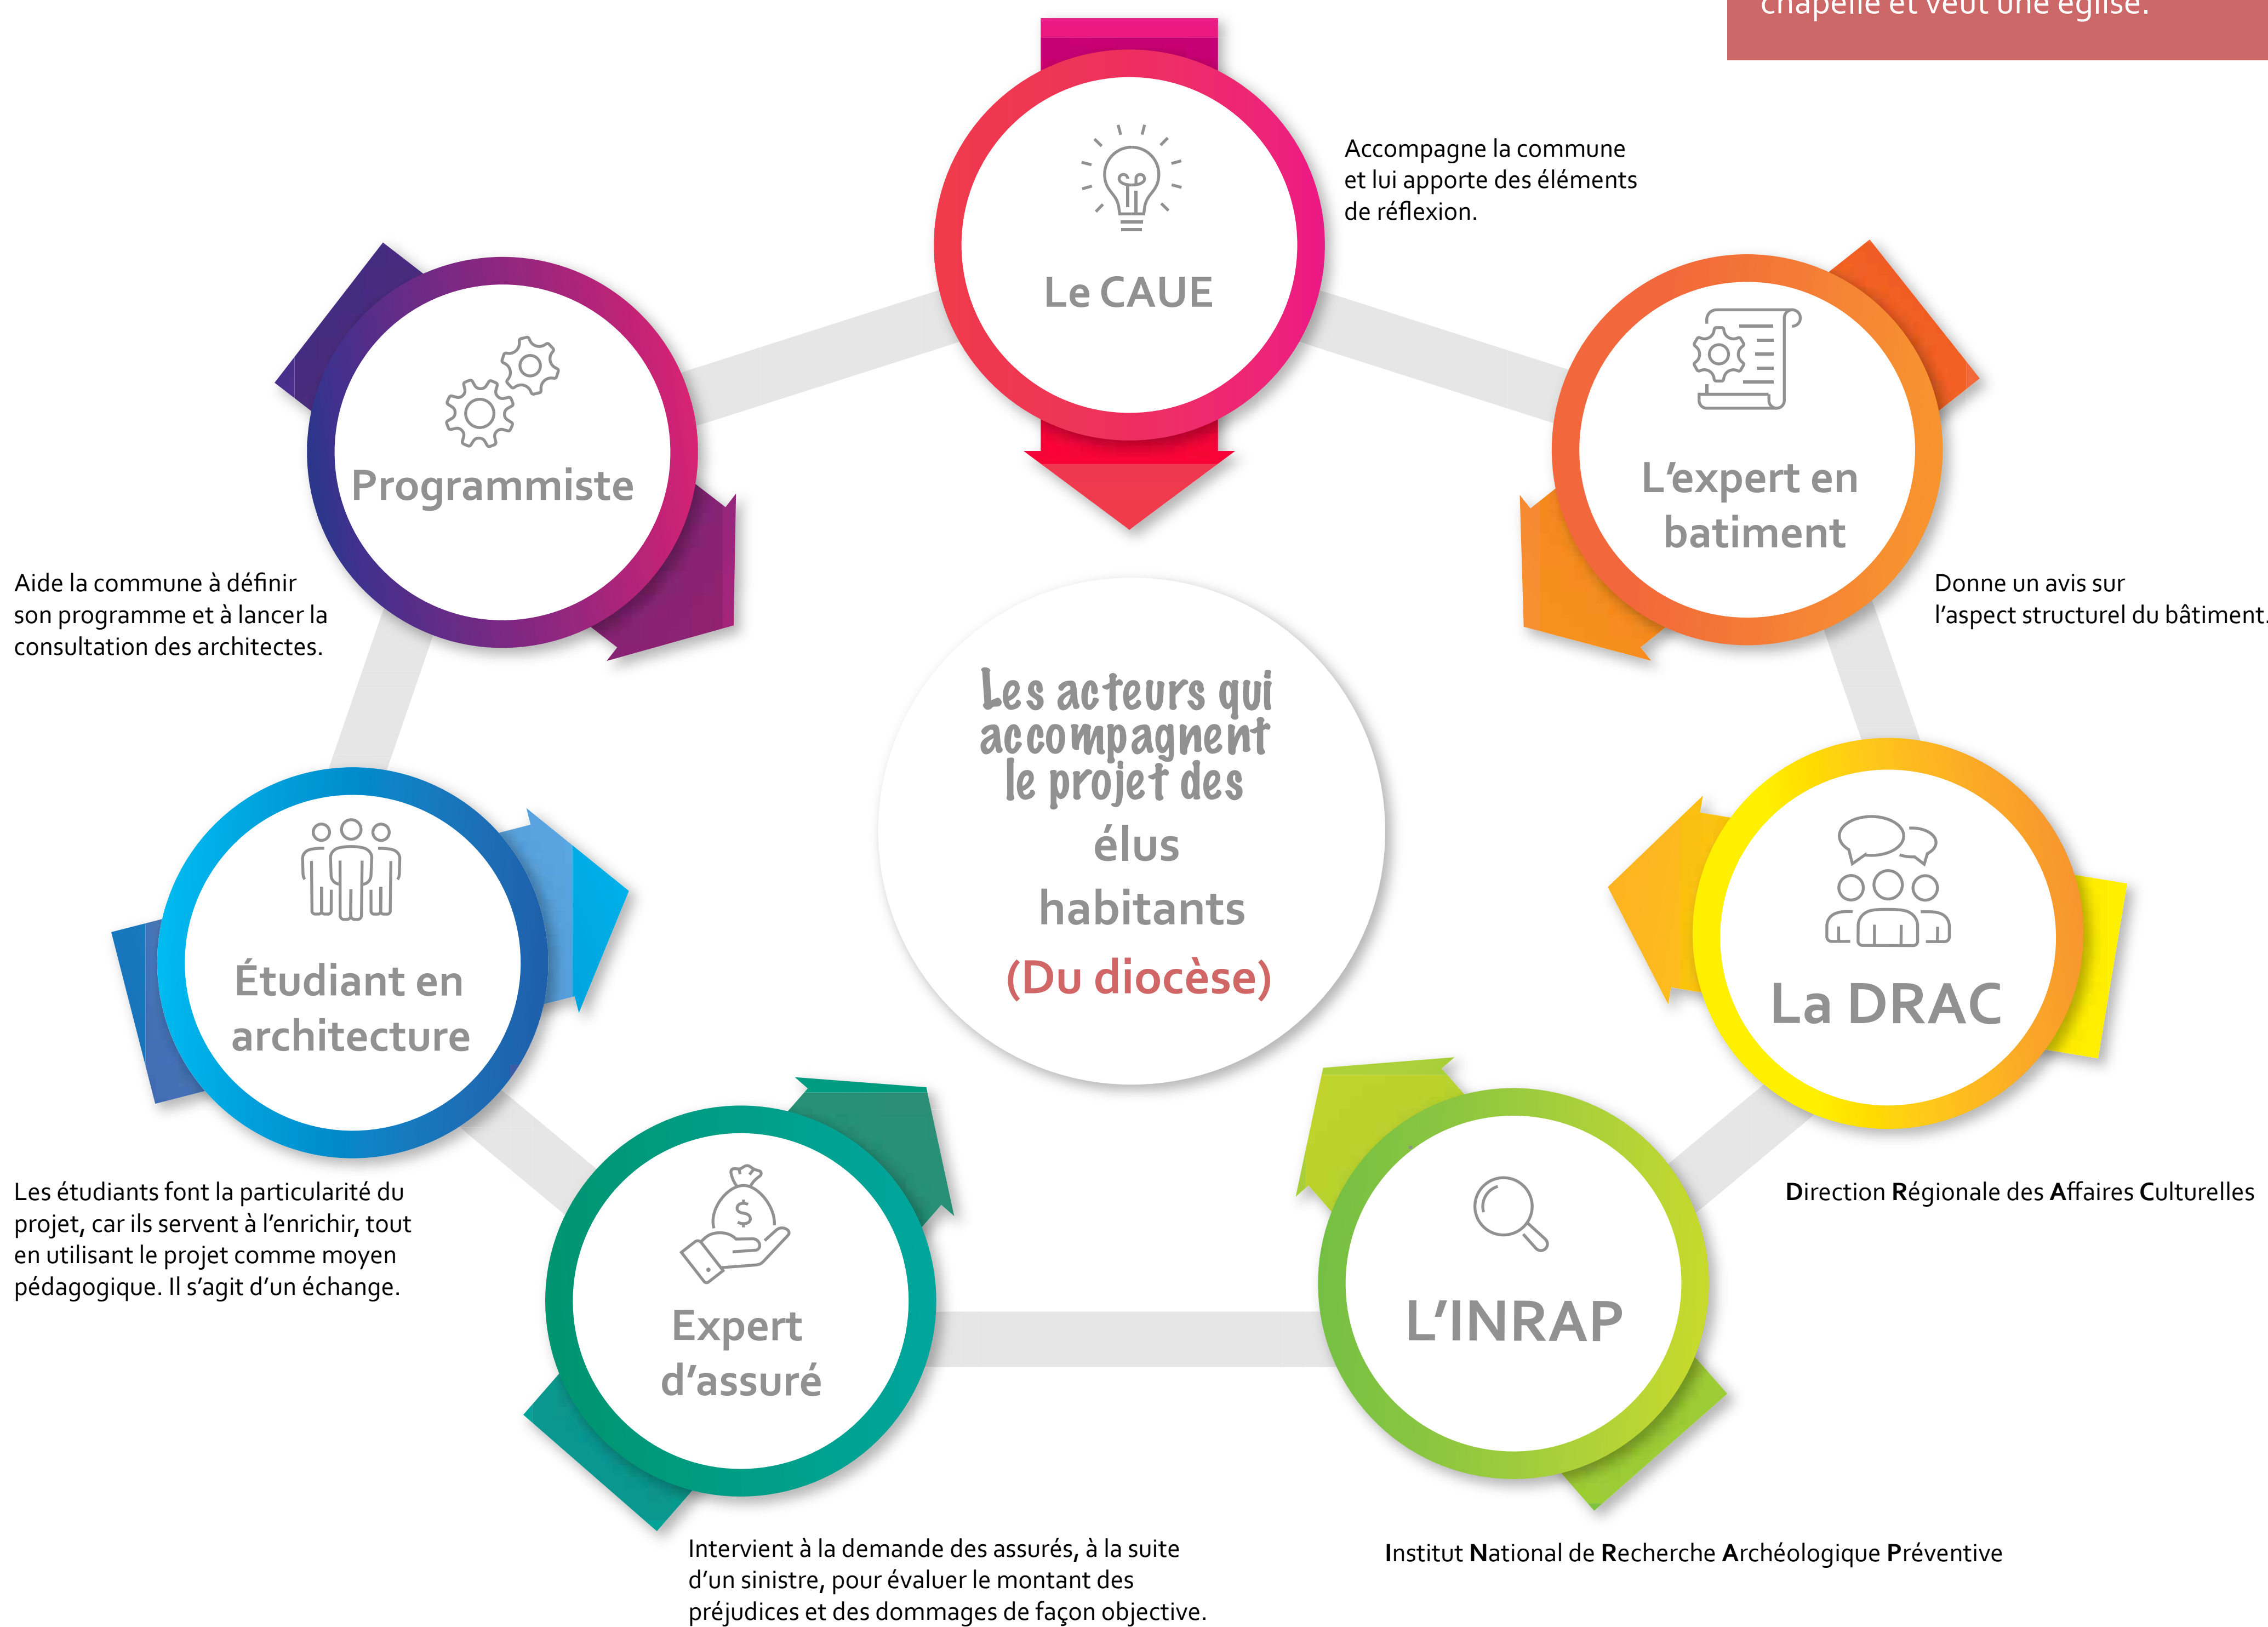 chapelle et veut une église.
Le CAUE
Accompagne la commune
et lui apporte des éléments
de réflexion.
L'expert en
batiment
Donne un avis sur
l'aspect structurel du bâtiment.
La DRAC
Direction Régionale des Affaires Culturelles
L'INRAP
Institut National de Recherche Archéologique Préventive
Expert
d'assuré
$
Intervient à la demande des assurés, à la suite
d'un sinistre, pour évaluer le montant des
préjudices et des dommages de façon objective.
Étudiant en
architecture
Les étudiants font la particularité du
projet, car ils servent à l'enrichir, tout
en utilisant le projet comme moyen
pédagogique. Il s'agit d'un échange.
Programmiste
Aide la commune à définir
son programme et à lancer la
consultation des architectes.
Les acteurs qui
accompagnent
le projet des
élus
habitants
(Du diocèse)